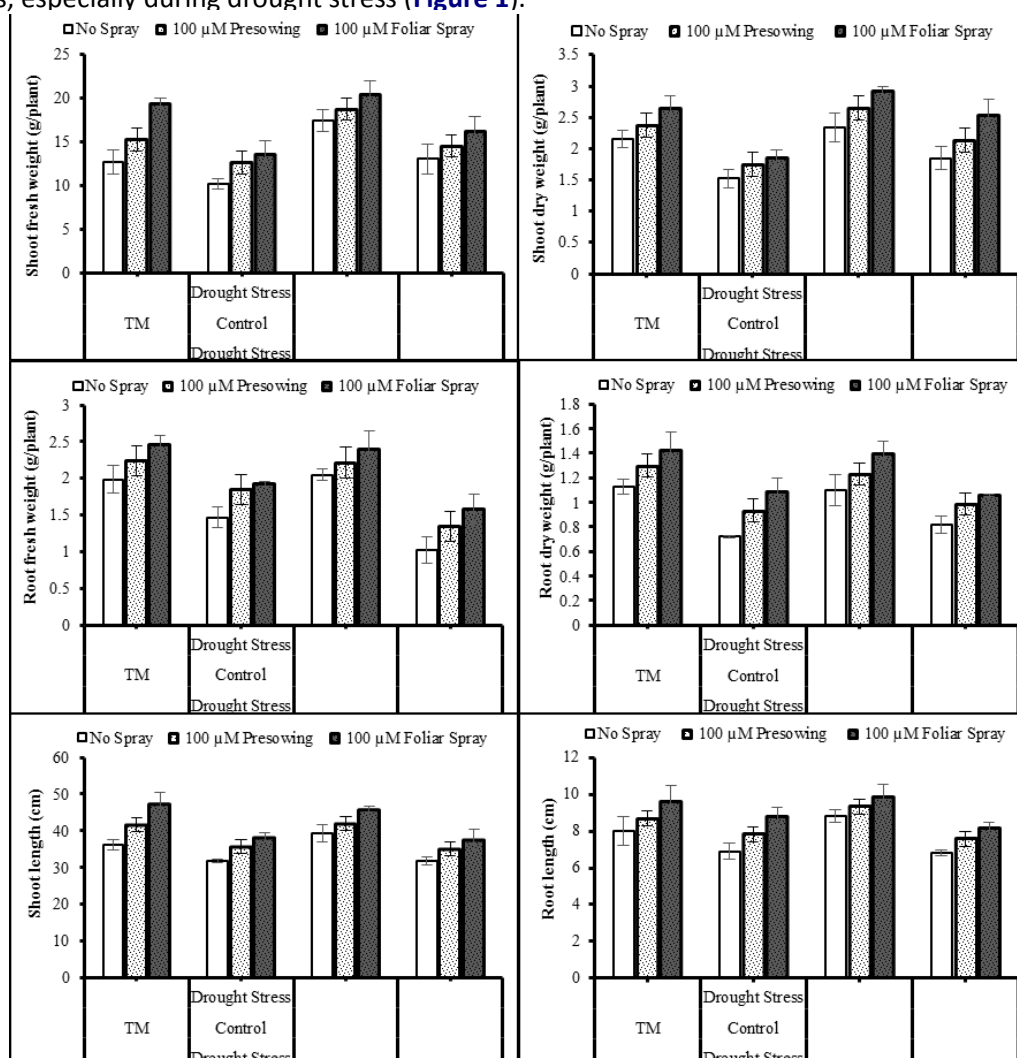 s, especially during drought stress (Figure 1).
No Spray 100 µM Presowing 100 µM Foliar Spray
Shoot fresh weight (g/plant)
25
20
15
10
5
0
Drought Stress
TM Control
Drought Stress
No Spray 100 µM Presowing 100 µM Foliar Spray
Shoot dry weight (g/plant)
3.5
3
2.5
2
1.5
1
0.5
0
Drought Stress
TM Control
Drought Stress
No Spray 100 µM Presowing 100 µM Foliar Spray
Root fresh weight (g/plant)
3
2.5
2
1.5
1
0.5
0
Drought Stress
TM Control
Drought Stress
No Spray 100 µM Presowing 100 µM Foliar Spray
Root dry weight (g/plant)
1.8
1.6
1.4
1.2
1
0.8
0.6
0.4
0.2
0
Drought Stress
TM Control
Drought Stress
No Spray 100 µM Presowing 100 µM Foliar Spray
Shoot length (cm)
60
50
40
30
20
10
0
Drought Stress
TM Control
Drought Stress
No Spray 100 µM Presowing 100 µM Foliar Spray
Root length (cm)
12
10
8
6
4
2
0
Drought Stress
TM Control
Drought Stress